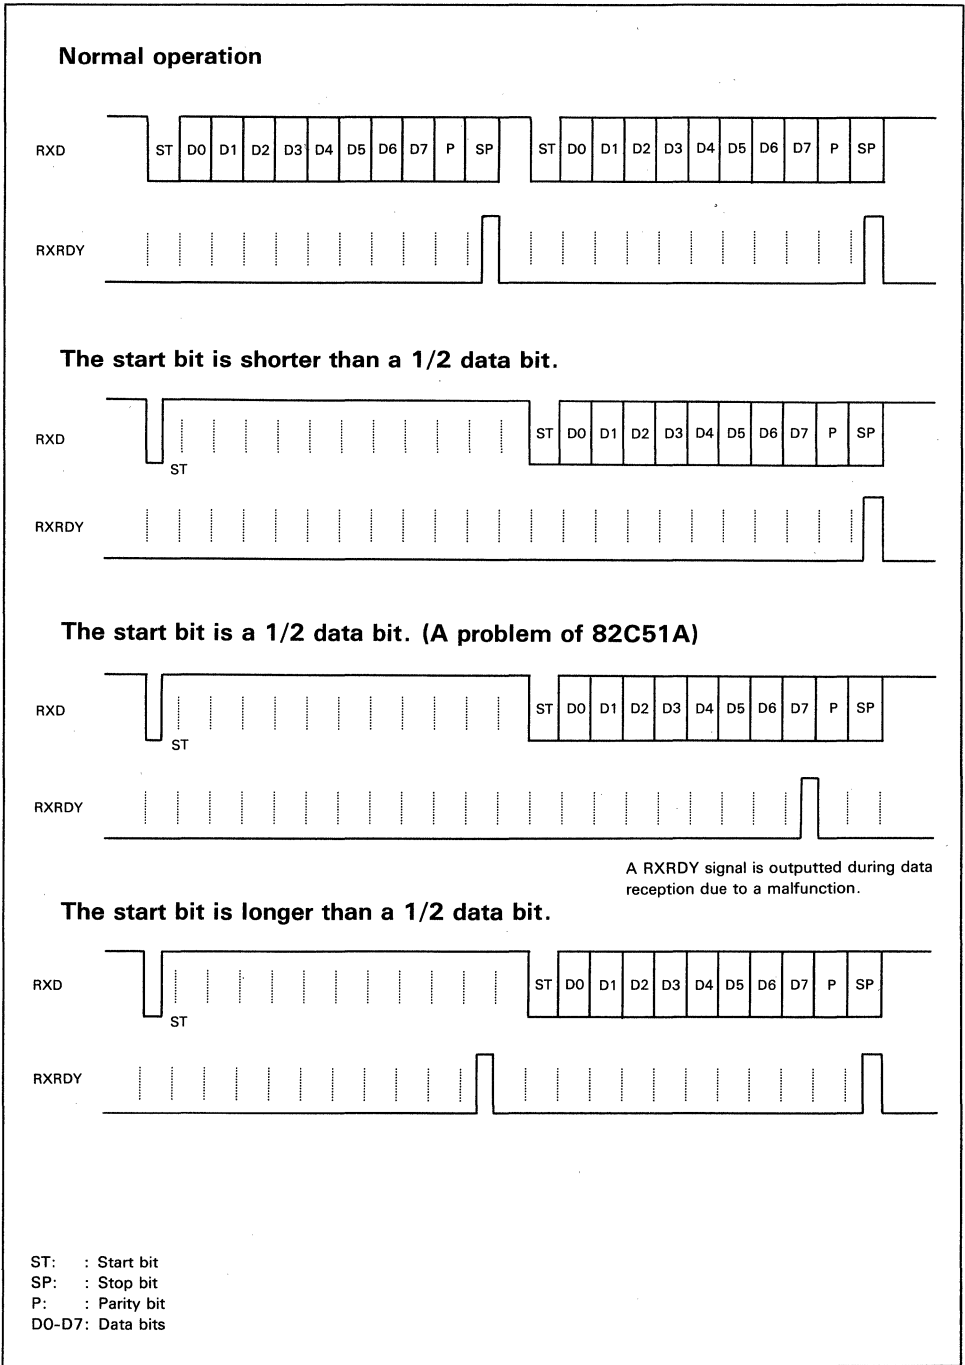 Normal operation
RXD ST D0 D1 D2 D3 D4 D5 D6 D7 P SP ST D0 D1 D2 D3 D4 D5 D6 D7 P SP
RXRDY
The start bit is shorter than a 1/2 data bit.
RXD ST D0 D1 D2 D3 D4 D5 D6 D7 P SP
ST
RXRDY
The start bit is a 1/2 data bit. (A problem of 82C51A)
RXD ST D0 D1 D2 D3 D4 D5 D6 D7 P SP
ST
RXRDY
A RXRDY signal is outputted during data
reception due to a malfunction.
The start bit is longer than a 1/2 data bit.
RXD ST D0 D1 D2 D3 D4 D5 D6 D7 P SP
ST
RXRDY
ST: : Start bit
SP: : Stop bit
P: : Parity bit
D0-D7: Data bits